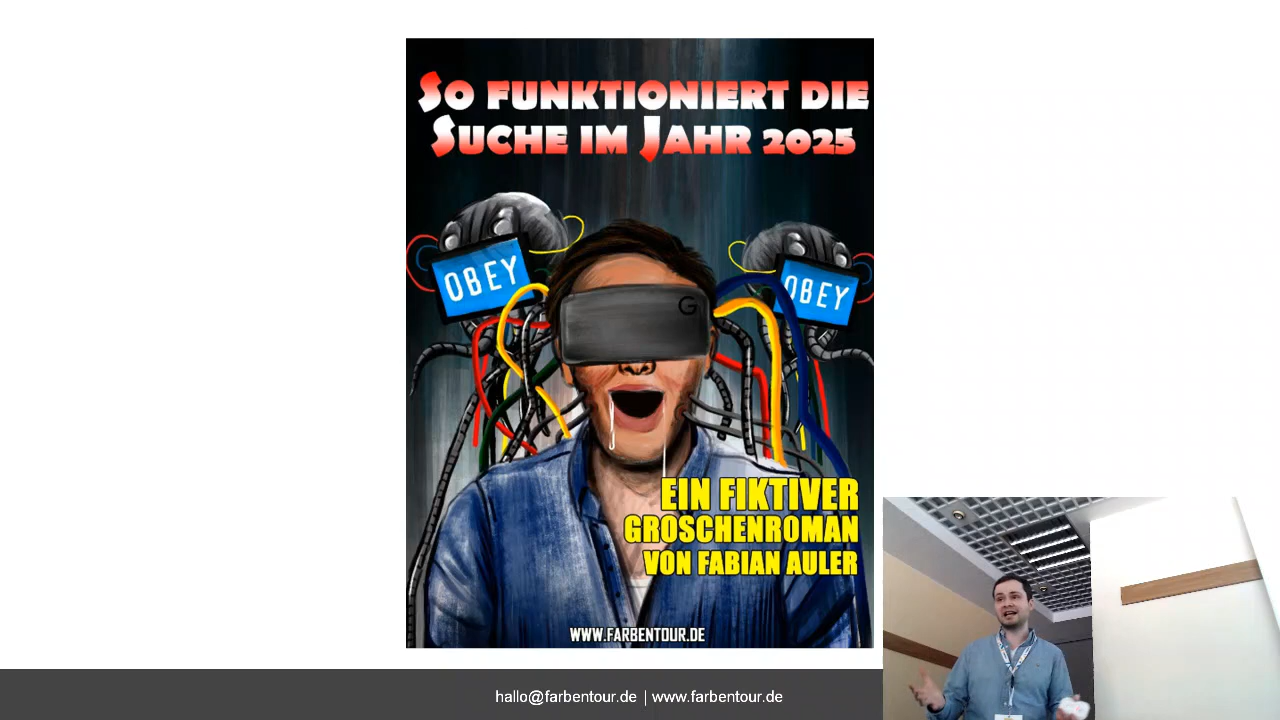 So funktioniert die
Suche im Jahr 2025
OBEY
OBEY
G
EIN FIKTIVER
GROSCHENROMAN
VON FABIAN AULER
WWW.FARBENTOUR.DE
hallo@farbentour.de | www.farbentour.de